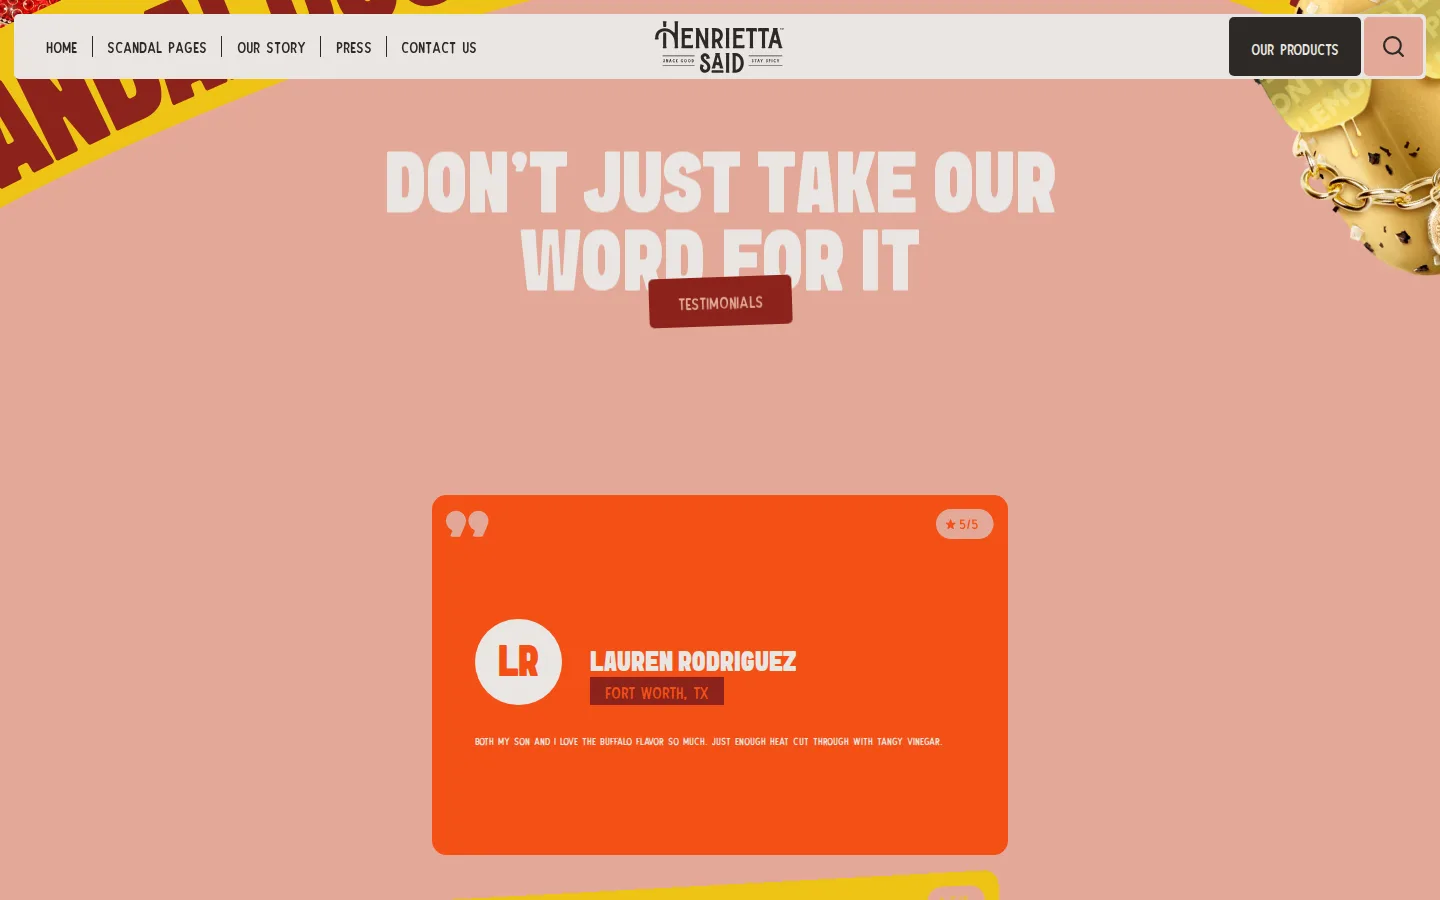 HOME
SCANDAL PAGES
OUR STORY
PRESS
CONTACT US
HENRIETTA
SAID
SNACK GOOD
STAY SPICY
OUR PRODUCTS
DON'T JUST TAKE OUR
WORD FOR IT
TESTIMONIALS
5/5
LR
LAUREN RODRIGUEZ
FORT WORTH, TX
BOTH MY SON AND I LOVE THE BUFFALO FLAVOR SO MUCH. JUST ENOUGH HEAT CUT THROUGH WITH TANGY VINEGAR.